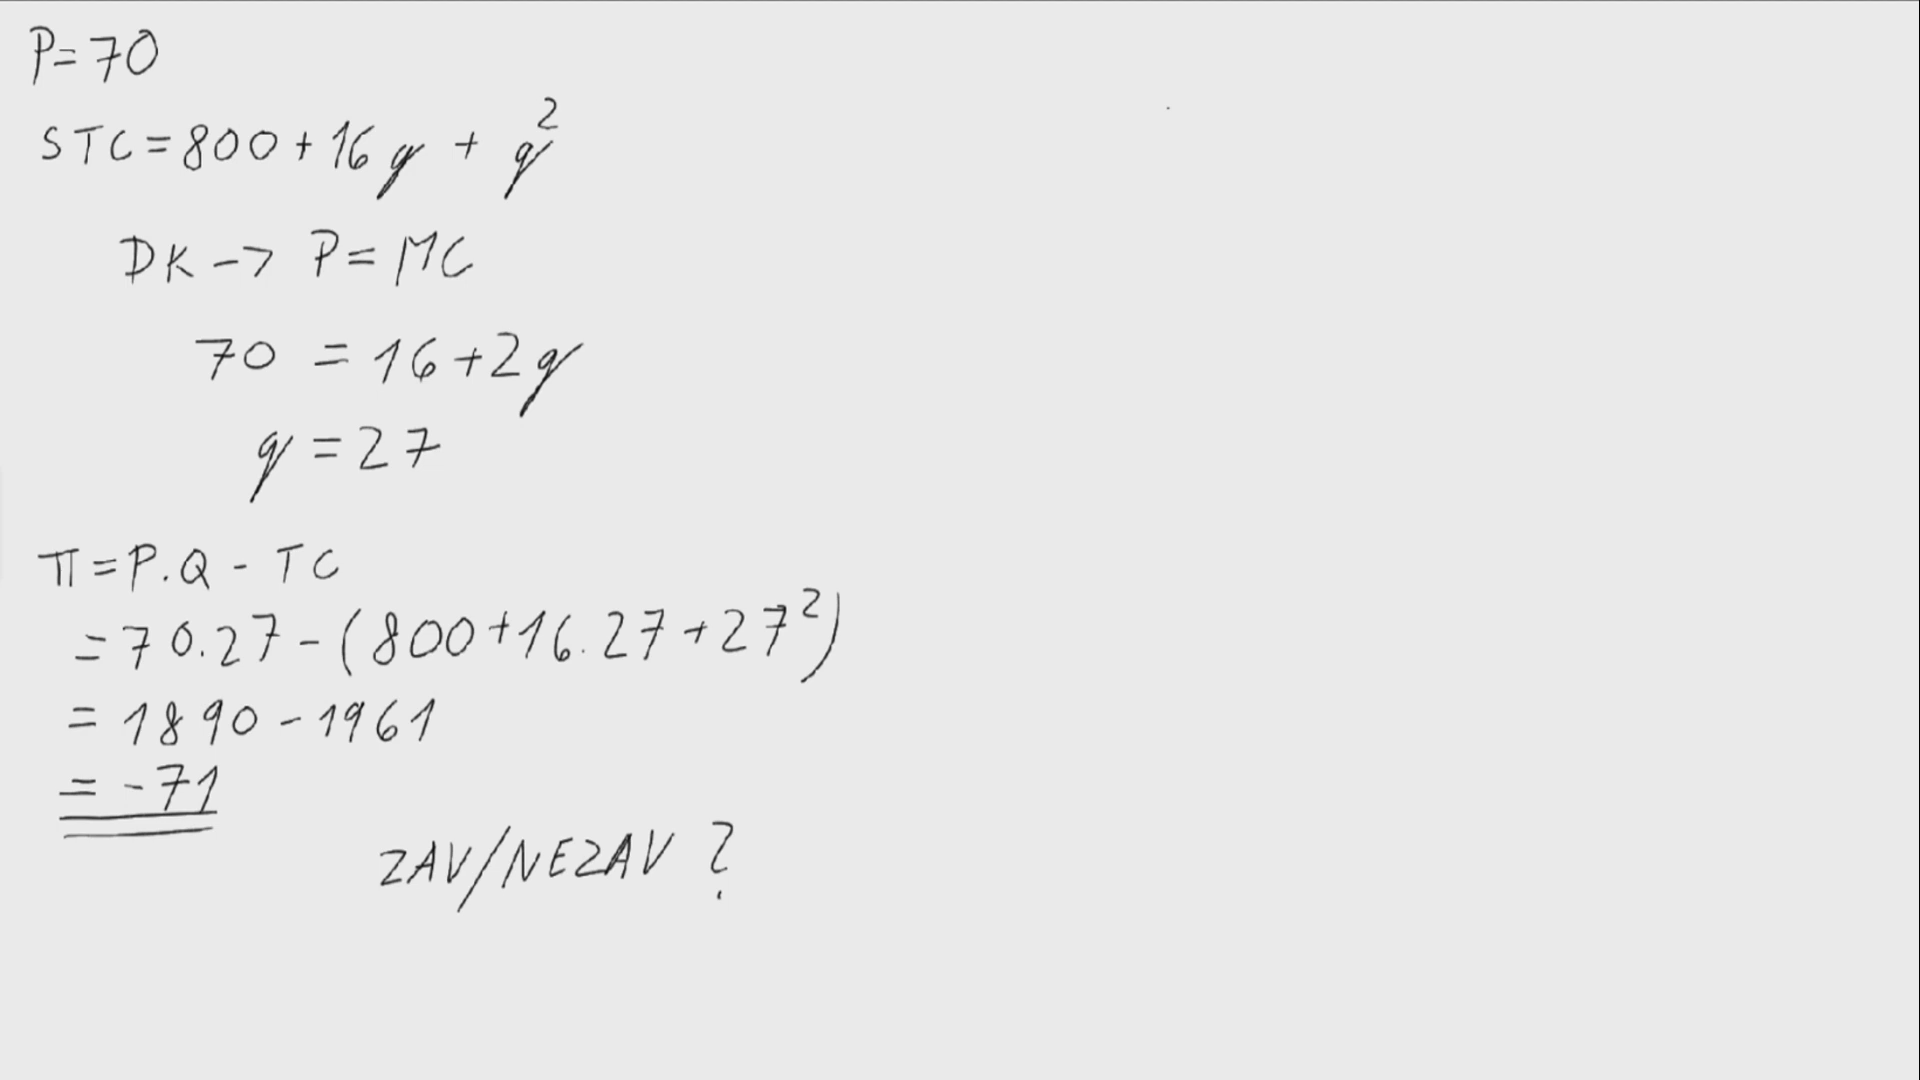 P=70
STC=800+16q+q²
DK-> P=MC
70=16+2q
q=27
π=P.Q-TC
=70.27-(800+16.27+27²)
=1890-1961
=-71
ZAV/NEZAV?